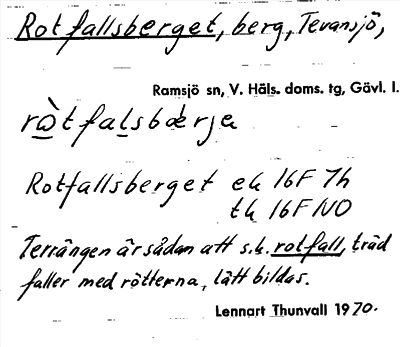 Rotfallsberget, berg, Tevansjö,
Ramsjö sn, V. Häls. doms. tg, Gävl. l.
ròtfalsbærjə
Rotfallsberget ek 16F 7h
tk 16F NO
Terrängen är sådan att s.k. rotfall, träd
faller med rötterna, lätt bildas.
Lennart Thunvall 1970.